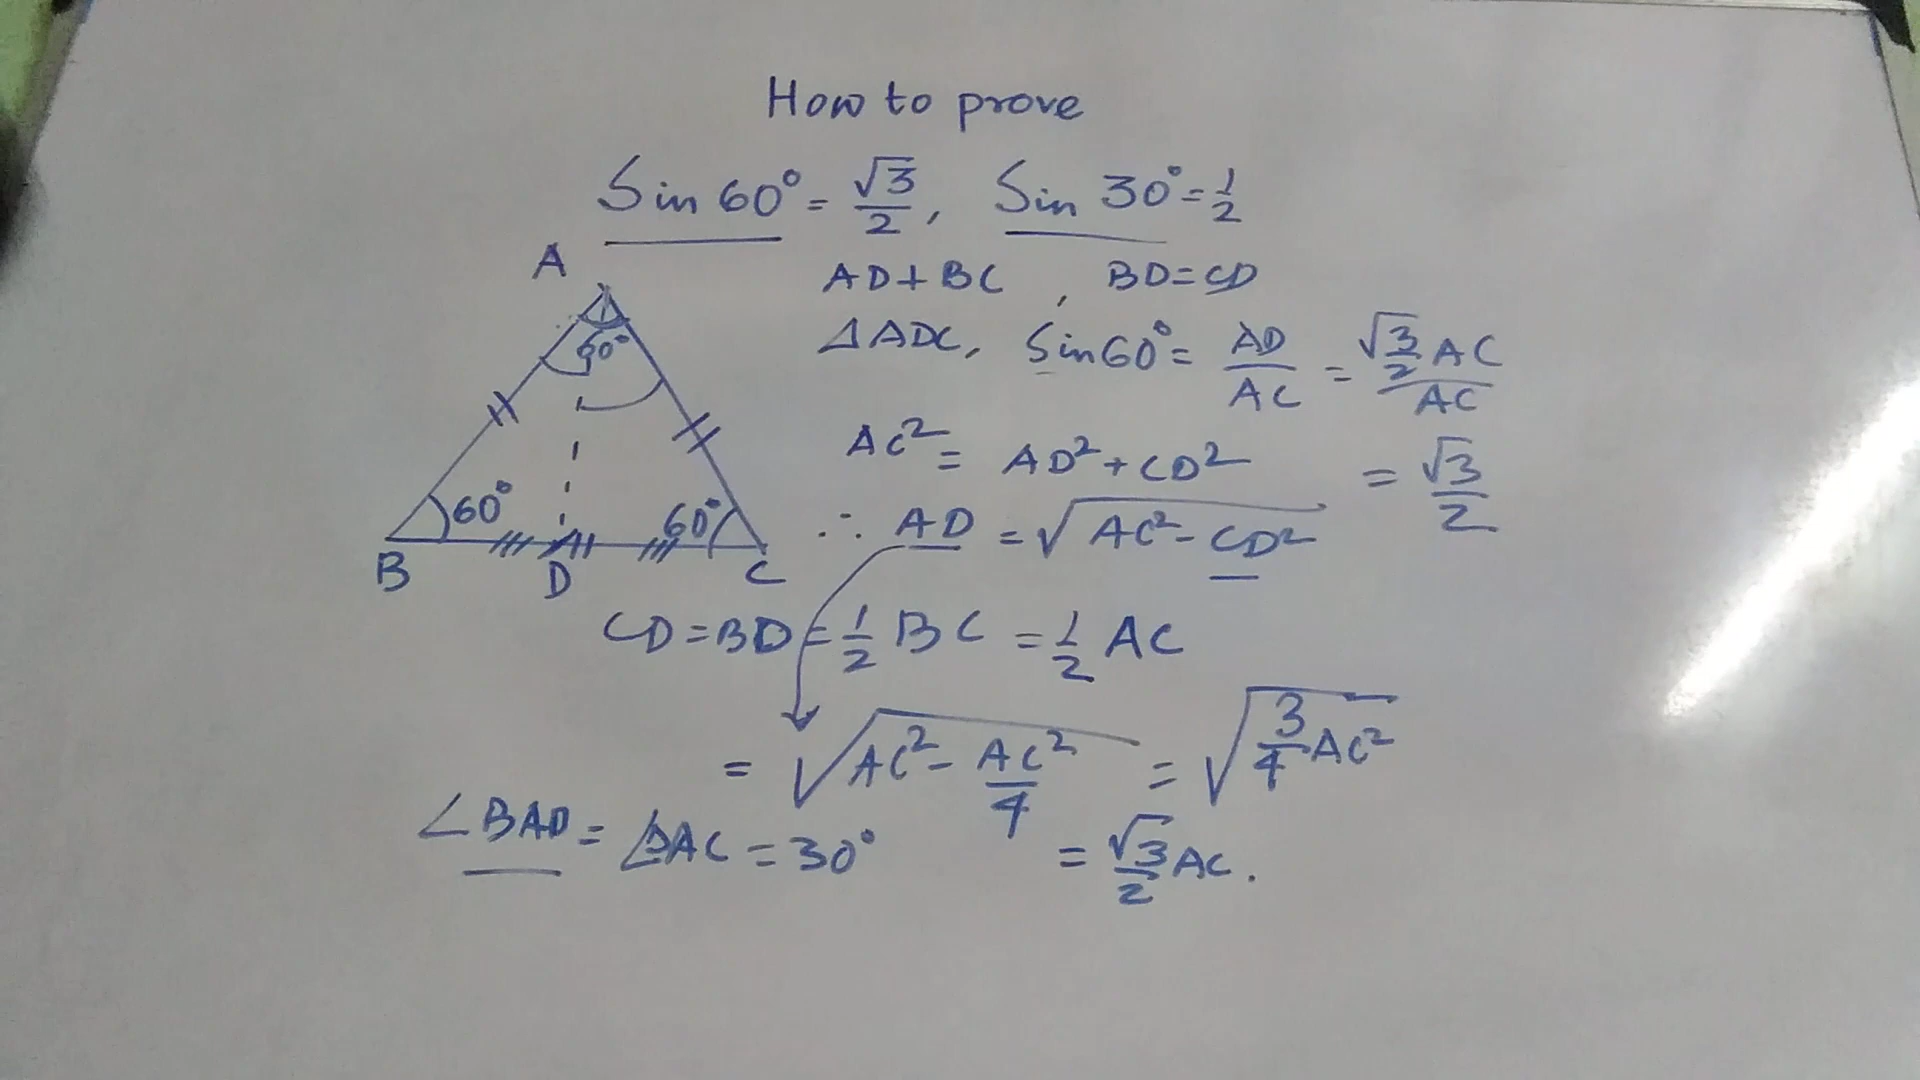 How to prove
Sin 60° = √3/2, Sin 30° = 1/2
A
AD+BC, BD=CD
△ADC, Sin60° = AD/AC = √3/2 AC/AC
60°
AC² = AD²+CD²
= √3/2
60° 60°
∴ AD = √AC²-CD²
B D C
CD=BD=1/2 BC = 1/2 AC
= √AC²-AC²/4 = √3/4 AC²
∠BAD = ∠DAC = 30°
= √3/2 AC.